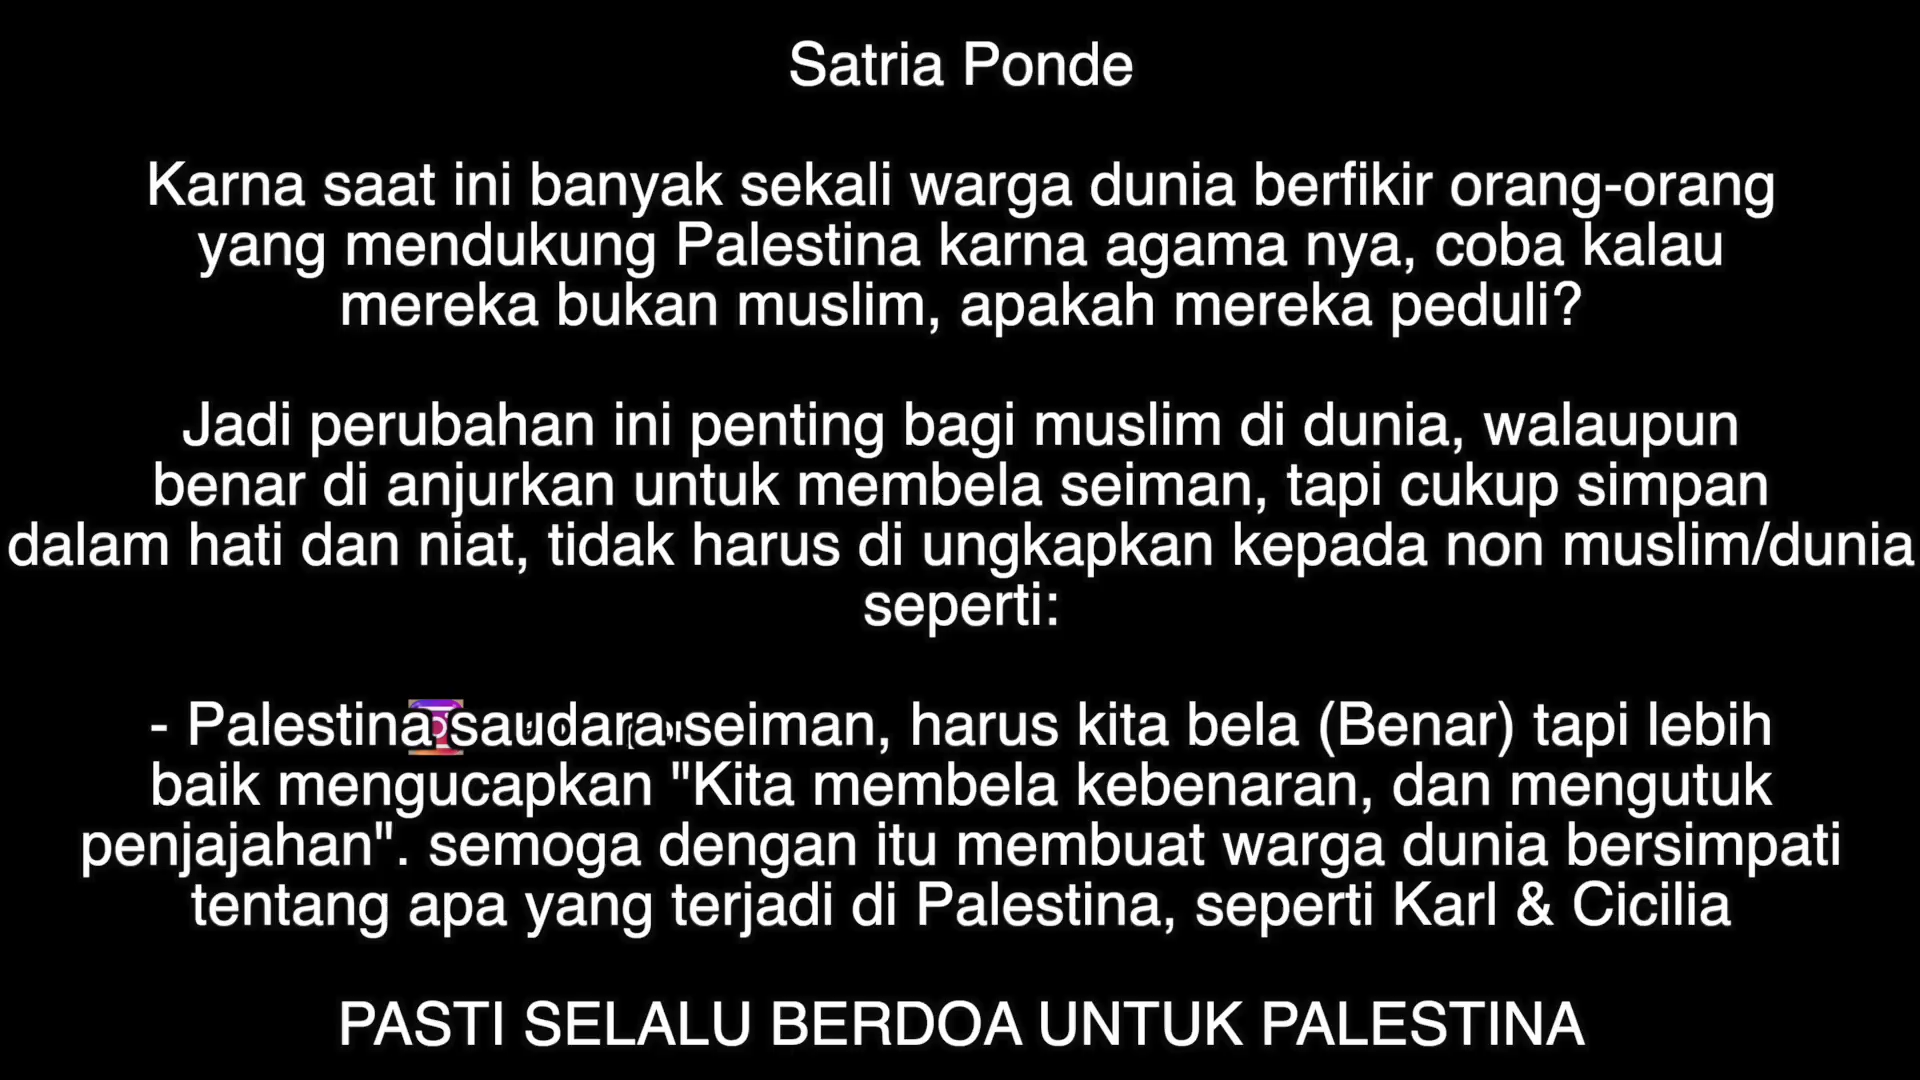 Satria Ponde
Karna saat ini banyak sekali warga dunia berfikir orang-orang
yang mendukung Palestina karna agama nya, coba kalau
mereka bukan muslim, apakah mereka peduli?
Jadi perubahan ini penting bagi muslim di dunia, walaupun
benar di anjurkan untuk membela seiman, tapi cukup simpan
dalam hati dan niat, tidak harus di ungkapkan kepada non muslim/dunia
seperti:
- Palestina saudara seiman, harus kita bela (Benar) tapi lebih
baik mengucapkan "Kita membela kebenaran, dan mengutuk
penjajahan". semoga dengan itu membuat warga dunia bersimpati
tentang apa yang terjadi di Palestina, seperti Karl & Cicilia
PASTI SELALU BERDOA UNTUK PALESTINA